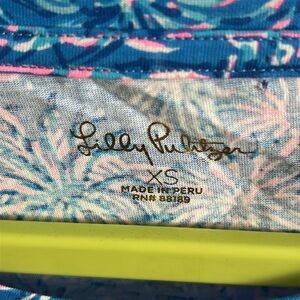 Lilly Pulitzer
XS
MADE IN PERU
RN# 88189